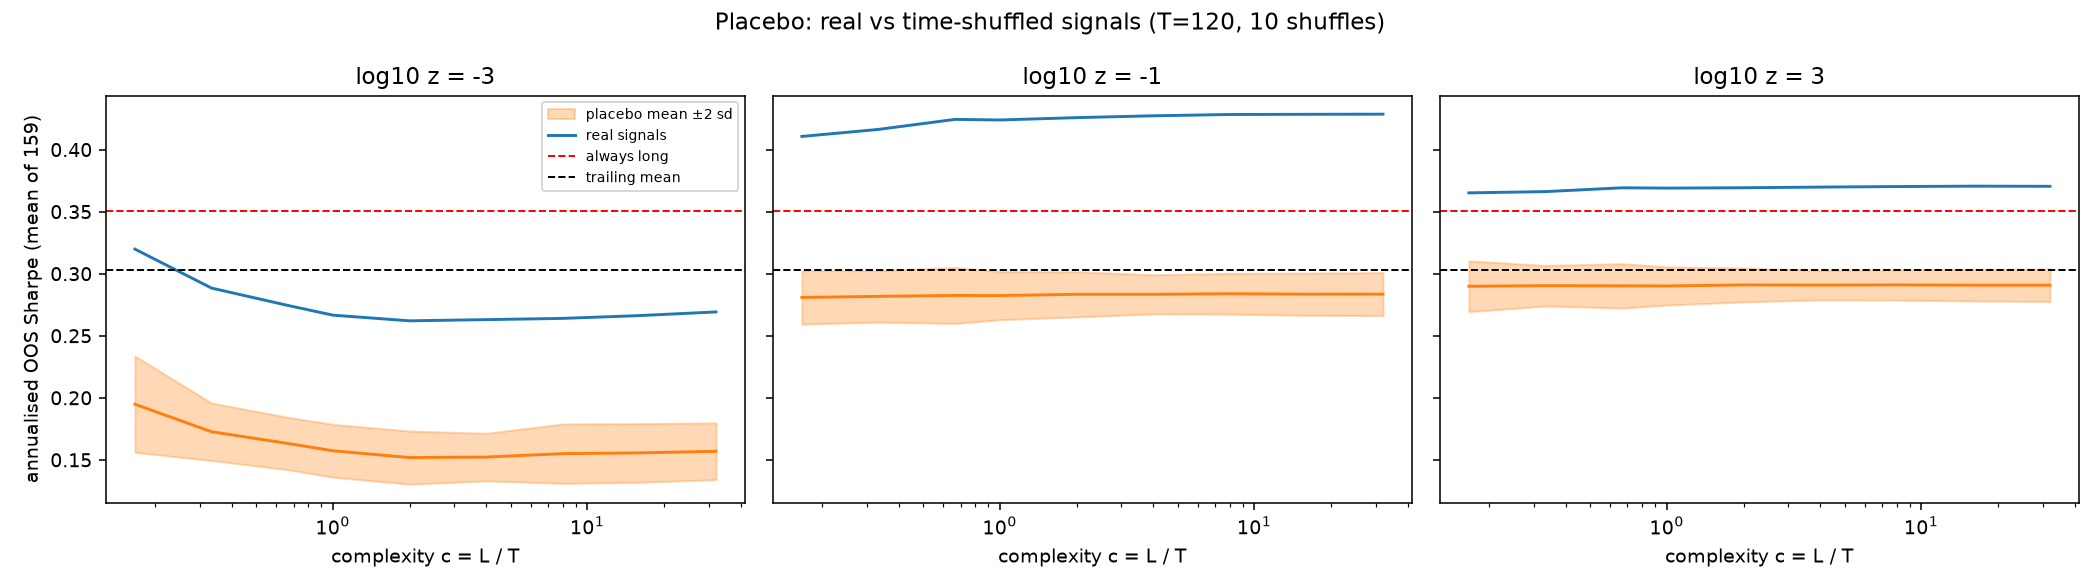 Placebo: real vs time-shuffled signals (T=120, 10 shuffles)
log10 z = -3
log10 z = -1
log10 z = 3
annualised OOS Sharpe (mean of 159)
0.40
0.35
0.30
0.25
0.20
0.15
placebo mean ±2 sd
real signals
always long
trailing mean
10⁰
10¹
10⁰
10¹
10⁰
10¹
complexity c = L / T
complexity c = L / T
complexity c = L / T